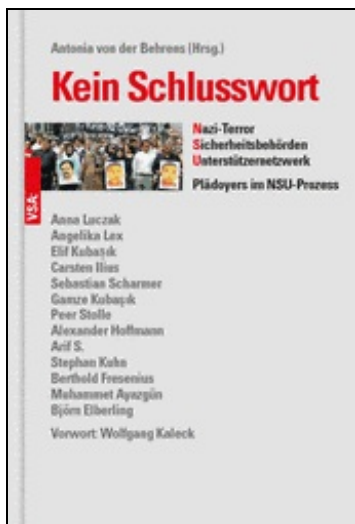 Antonia von der Behrens (Hrsg.)
Kein Schlusswort
Nazi-Terror
Sicherheitsbehörden
Unterstützernetzwerk
Plädoyers im NSU-Prozess
VSA:
Anna Luczak
Angelika Lex
Elif Kubaşık
Carsten Ilius
Sebastian Scharmer
Gamze Kubaşık
Peer Stolle
Alexander Hoffmann
Arif S.
Stephan Kuhn
Berthold Fresenius
Muhammet Ayazgün
Björn Elberling
Vorwort: Wolfgang Kaleck